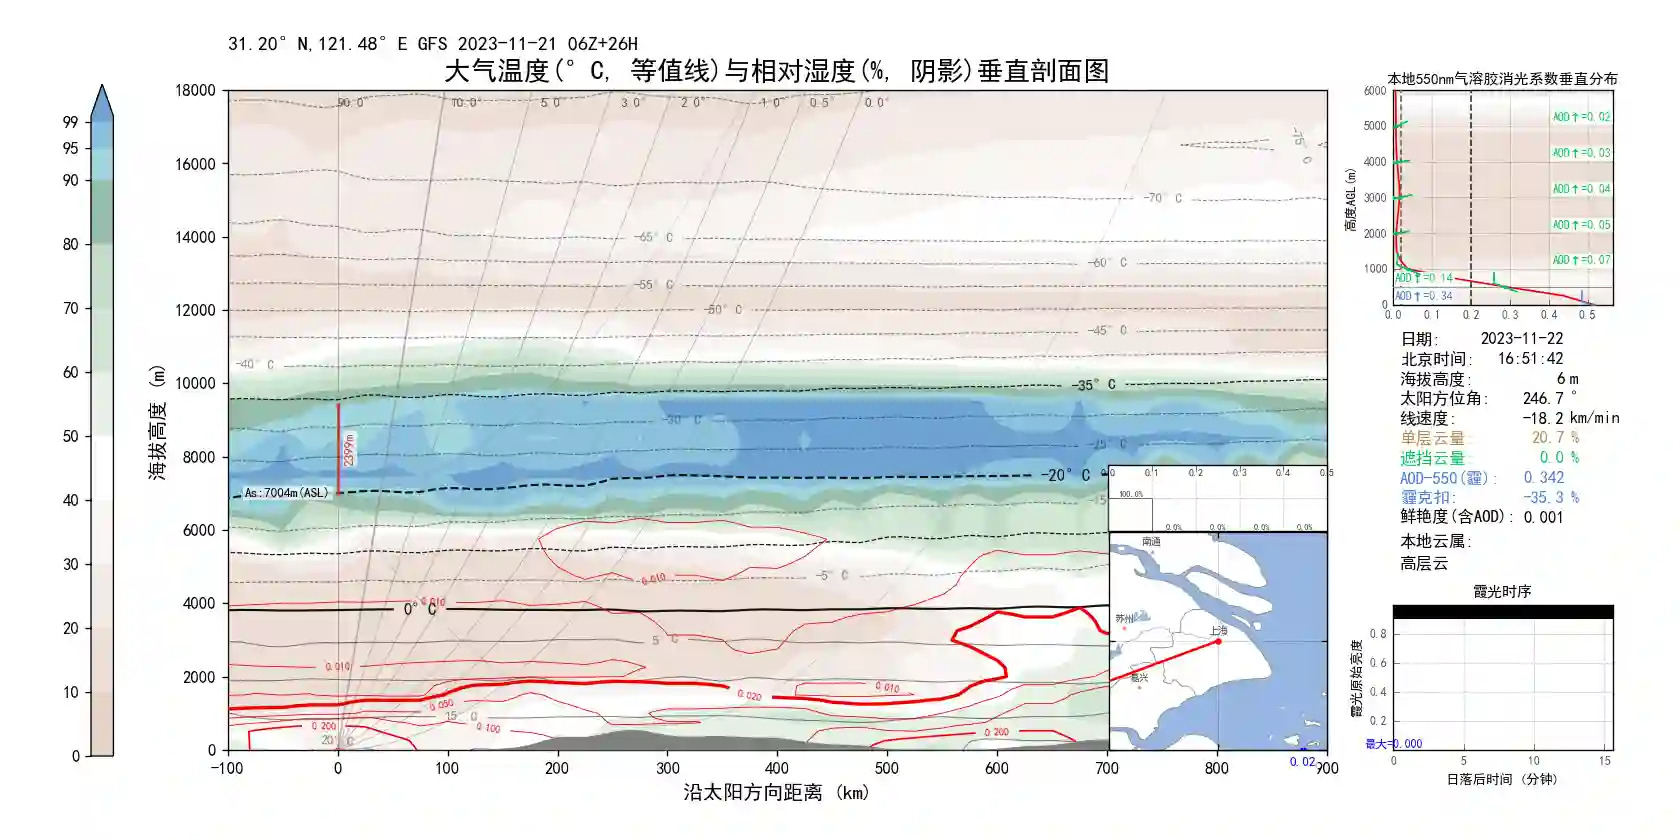 31.20° N,121.48° E GFS 2023-11-21 06Z+26H
大气温度(° C, 等值线)与相对湿度(%, 阴影)垂直剖面图
99
95
90
80
70
60
50
40
30
20
10
0
海拔高度 (m)
18000
16000
14000
12000
10000
8000
6000
4000
2000
0
90.0°
10.0°
5.0°
3.0°
2.0°
1.0°
0.5°
0.0°
-75° C
-70° C
-65° C
-60° C
-55° C
-50° C
-45° C
-40° C
-35° C
-30° C
-25° C
-20° C
2399m
As:7004m(ASL)
-15
-5° C
0.010
0.010
0° C
5° C
0.010
0.010
0.020
0.050
15° C
0.100
0.200
20° C
0.200
-100
0
100
200
300
400
500
600
700
800
900
沿太阳方向距离 (km)
0.0
0.1
0.2
0.3
0.4
0.5
100.0%
0.0%
0.0%
0.0%
0.0%
南通
苏州
上海
嘉兴
0.02
本地550nm气溶胶消光系数垂直分布
高度AGL(m)
6000
5000
4000
3000
2000
1000
0
AOD↑=0.02
AOD↑=0.03
AOD↑=0.04
AOD↑=0.05
AOD↑=0.07
AOD↑=0.14
AOD↑=0.34
0.0
0.1
0.2
0.3
0.4
0.5
日期: 2023-11-22
北京时间: 16:51:42
海拔高度: 6 m
太阳方位角: 246.7 °
线速度: -18.2 km/min
单层云量: 20.7 %
遮挡云量: 0.0 %
AOD-550(霾): 0.342
霾克扣: -35.3 %
鲜艳度(含AOD): 0.001
本地云属:
高层云
霞光时序
霞光原始亮度
0.8
0.6
0.4
0.2
最大=0.000
0
5
10
15
日落后时间 (分钟)